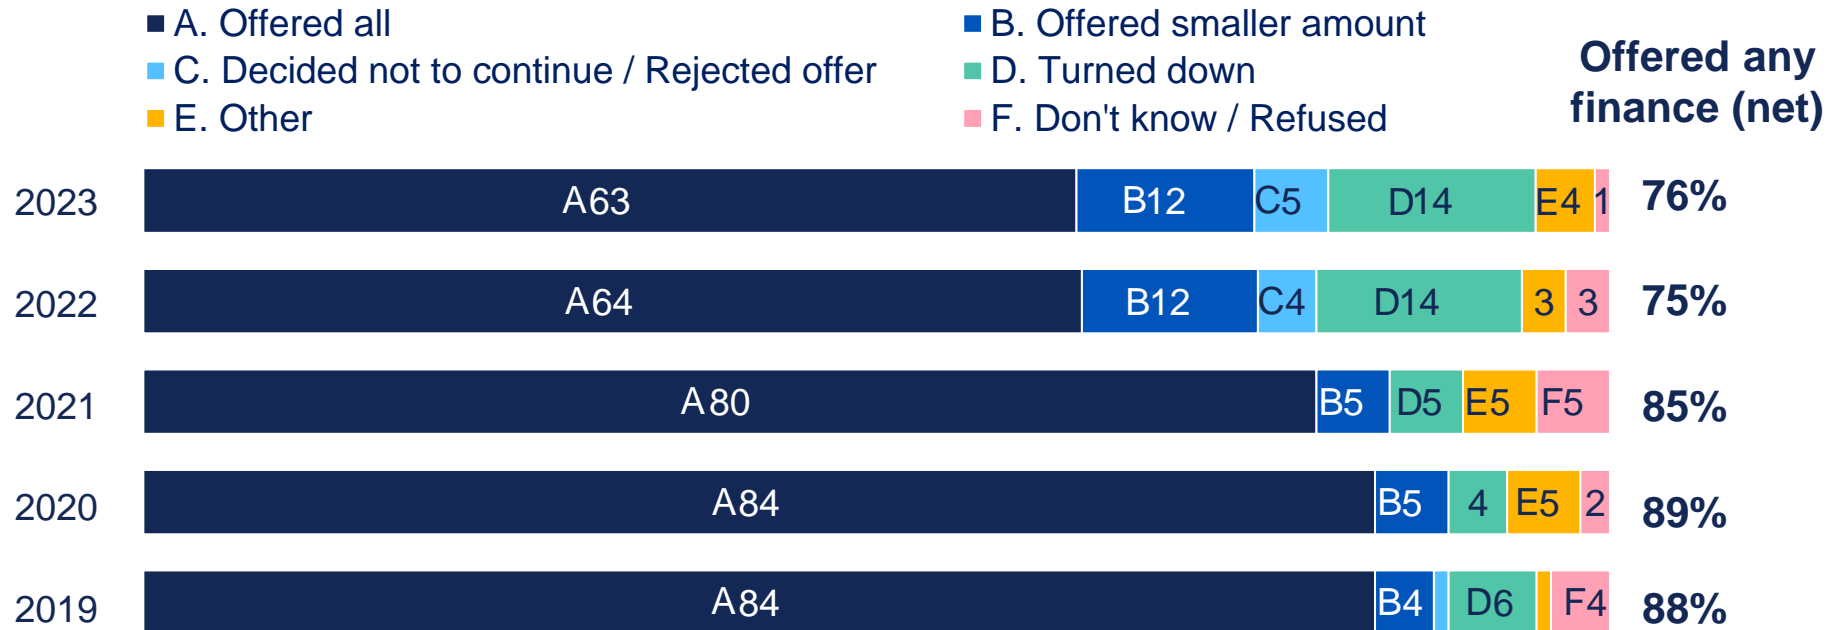 A. Offered all
B. Offered smaller amount
C. Decided not to continue / Rejected offer
D. Turned down
E. Other
F. Don't know / Refused
Offered any
finance (net)
2023 A63 B12 C5 D14 E4 1 76%
2022 A64 B12 C4 D14 3 3 75%
2021 A80 B5 D5 E5 F5 85%
2020 A84 B5 4 E5 2 89%
2019 A84 B4 D6 F4 88%